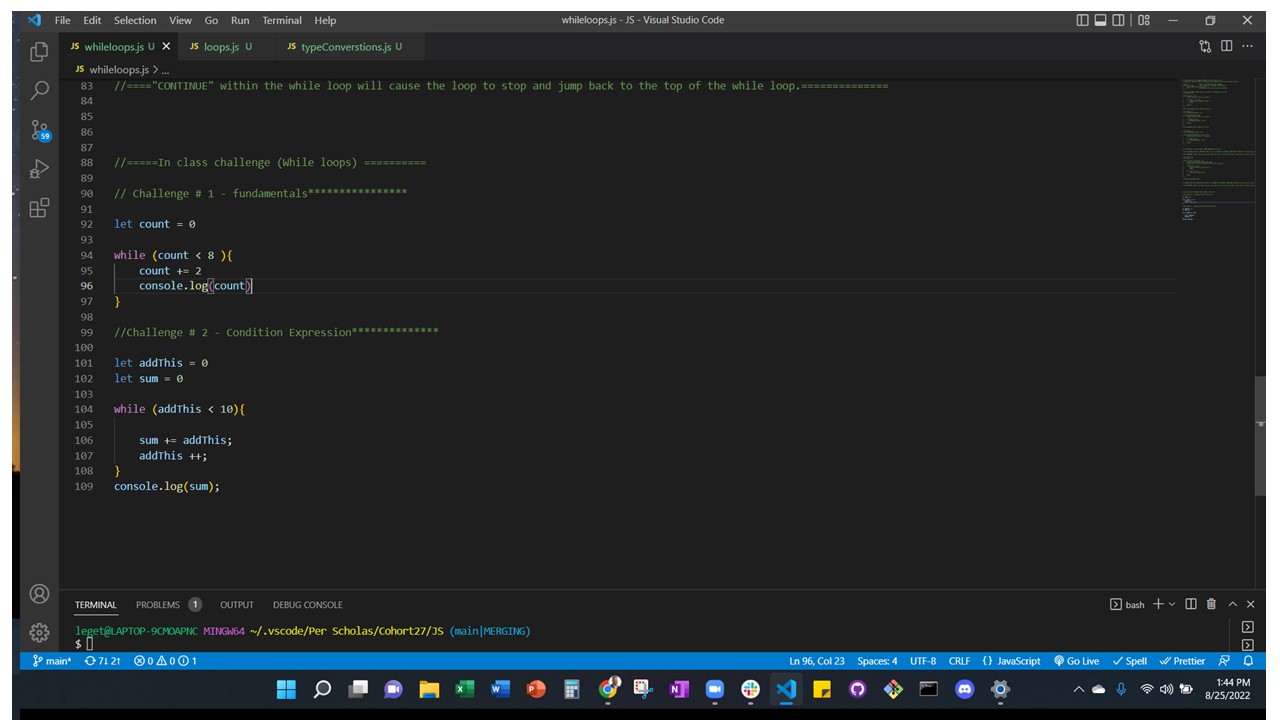 File Edit Selection View Go Run Terminal Help whileloops.js - JS - Visual Studio Code
JS whileloops.js U JS loops.js U JS typeConverstions.js U
JS whileloops.js > ...
83 //===="CONTINUE" within the while loop will cause the loop to stop and jump back to the top of the while loop.==============
84
85
86
87
88 //=====In class challenge (While loops) ==========
89
90 // Challenge # 1 - fundamentals****************
91
92 let count = 0
93
94 while (count < 8 ){
95 count += 2
96 console.log(count)
97 }
98
99 //Challenge # 2 - Condition Expression**************
100
101 let addThis = 0
102 let sum = 0
103
104 while (addThis < 10){
105
106 sum += addThis;
107 addThis ++;
108 }
109 console.log(sum);
59
TERMINAL PROBLEMS 1 OUTPUT DEBUG CONSOLE bash
leget@LAPTOP-9CMOAPNC MINGW64 ~/.vscode/Per Scholas/Cohort27/JS (main|MERGING)
$
main* 7↓ 2↑ 0 0 1 Ln 96, Col 23 Spaces: 4 UTF-8 CRLF {} JavaScript Go Live Spell Prettier
1:44 PM
8/25/2022